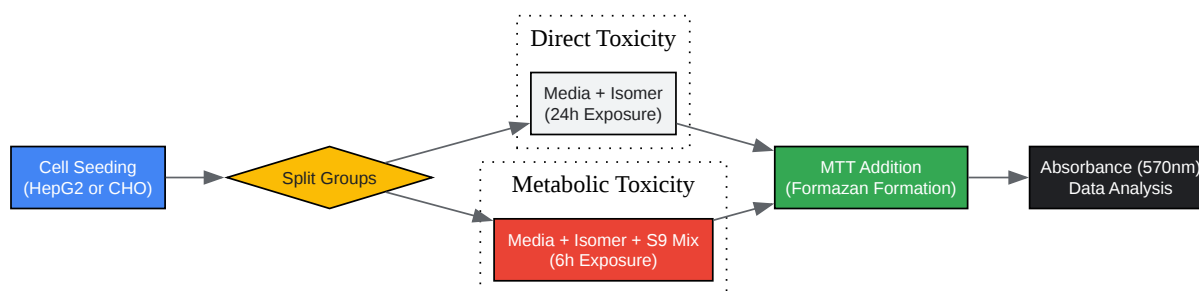 Cell Seeding
(HepG2 or CHO)
Split Groups
Direct Toxicity
Media + Isomer
(24h Exposure)
Metabolic Toxicity
Media + Isomer + S9 Mix
(6h Exposure)
MTT Addition
(Formazan Formation)
Absorbance (570nm)
Data Analysis